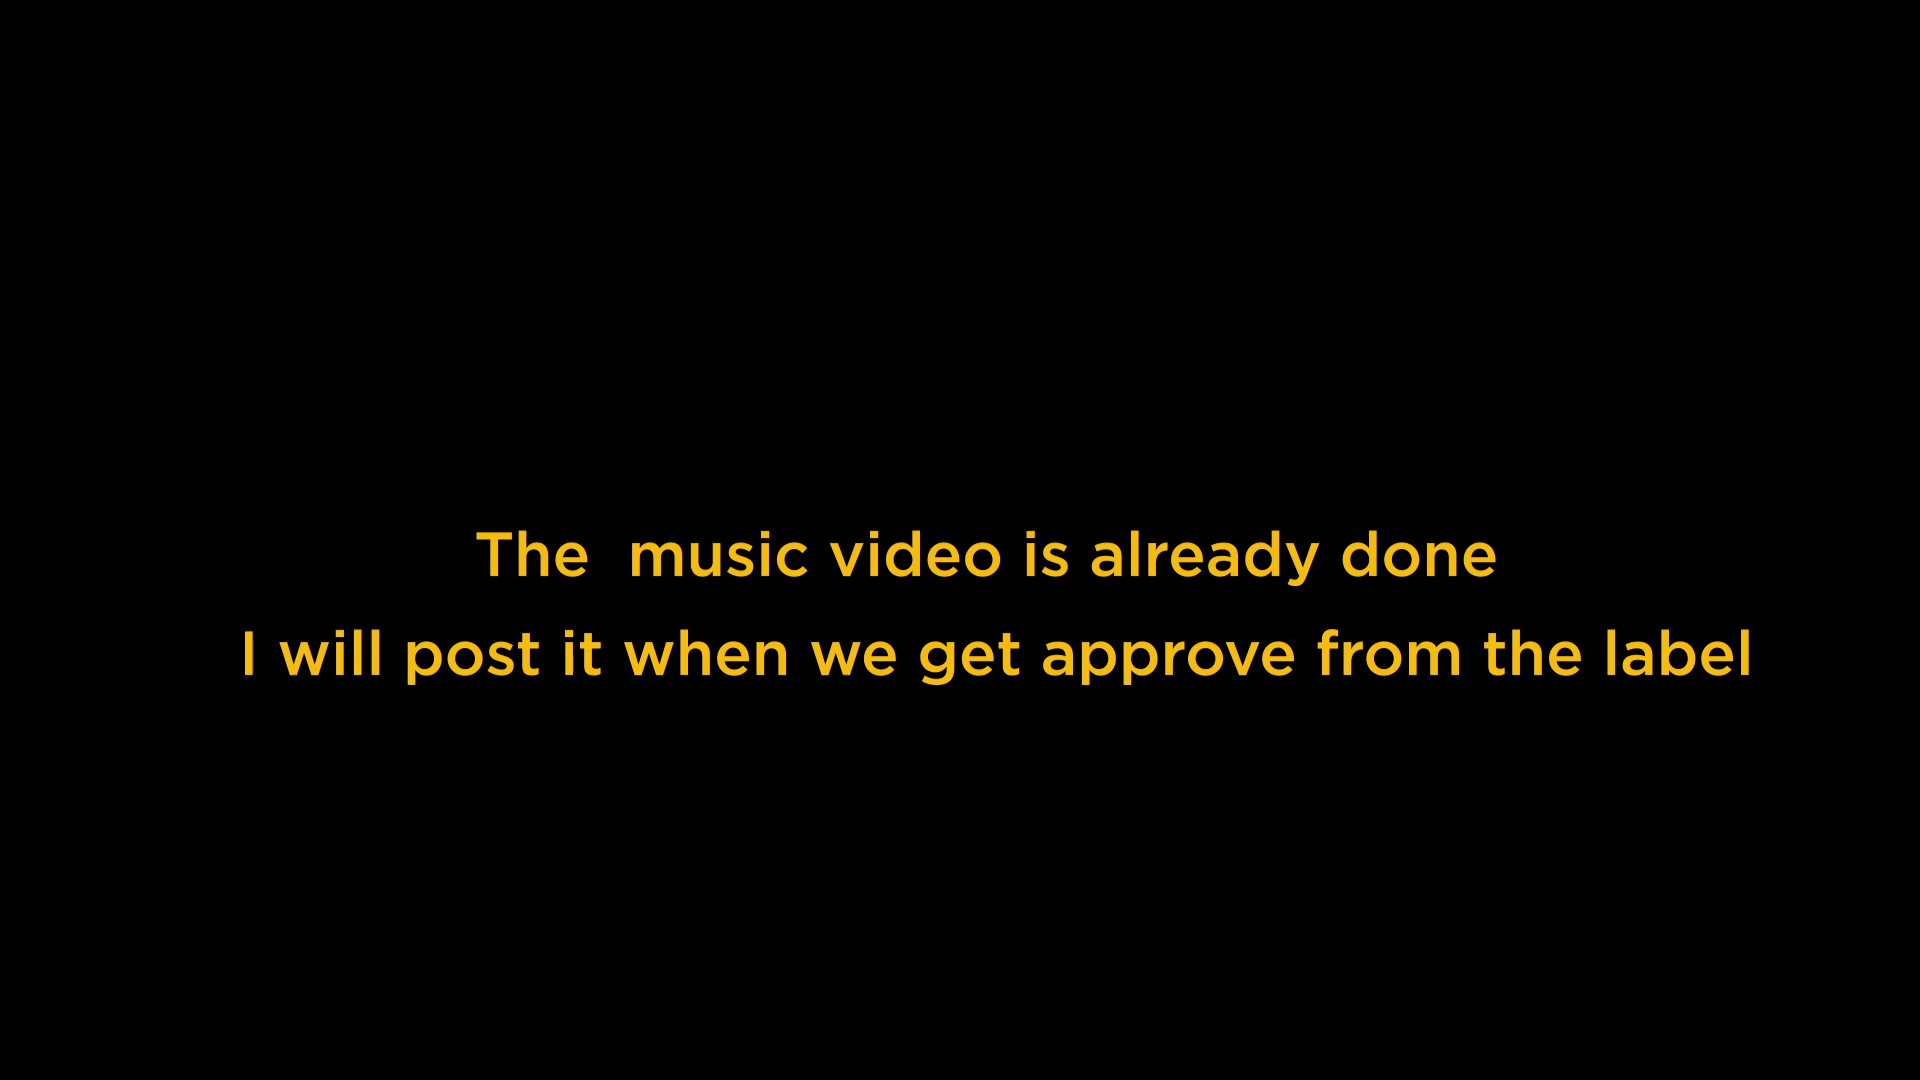 The  music video is already done
I will post it when we get approve from the label